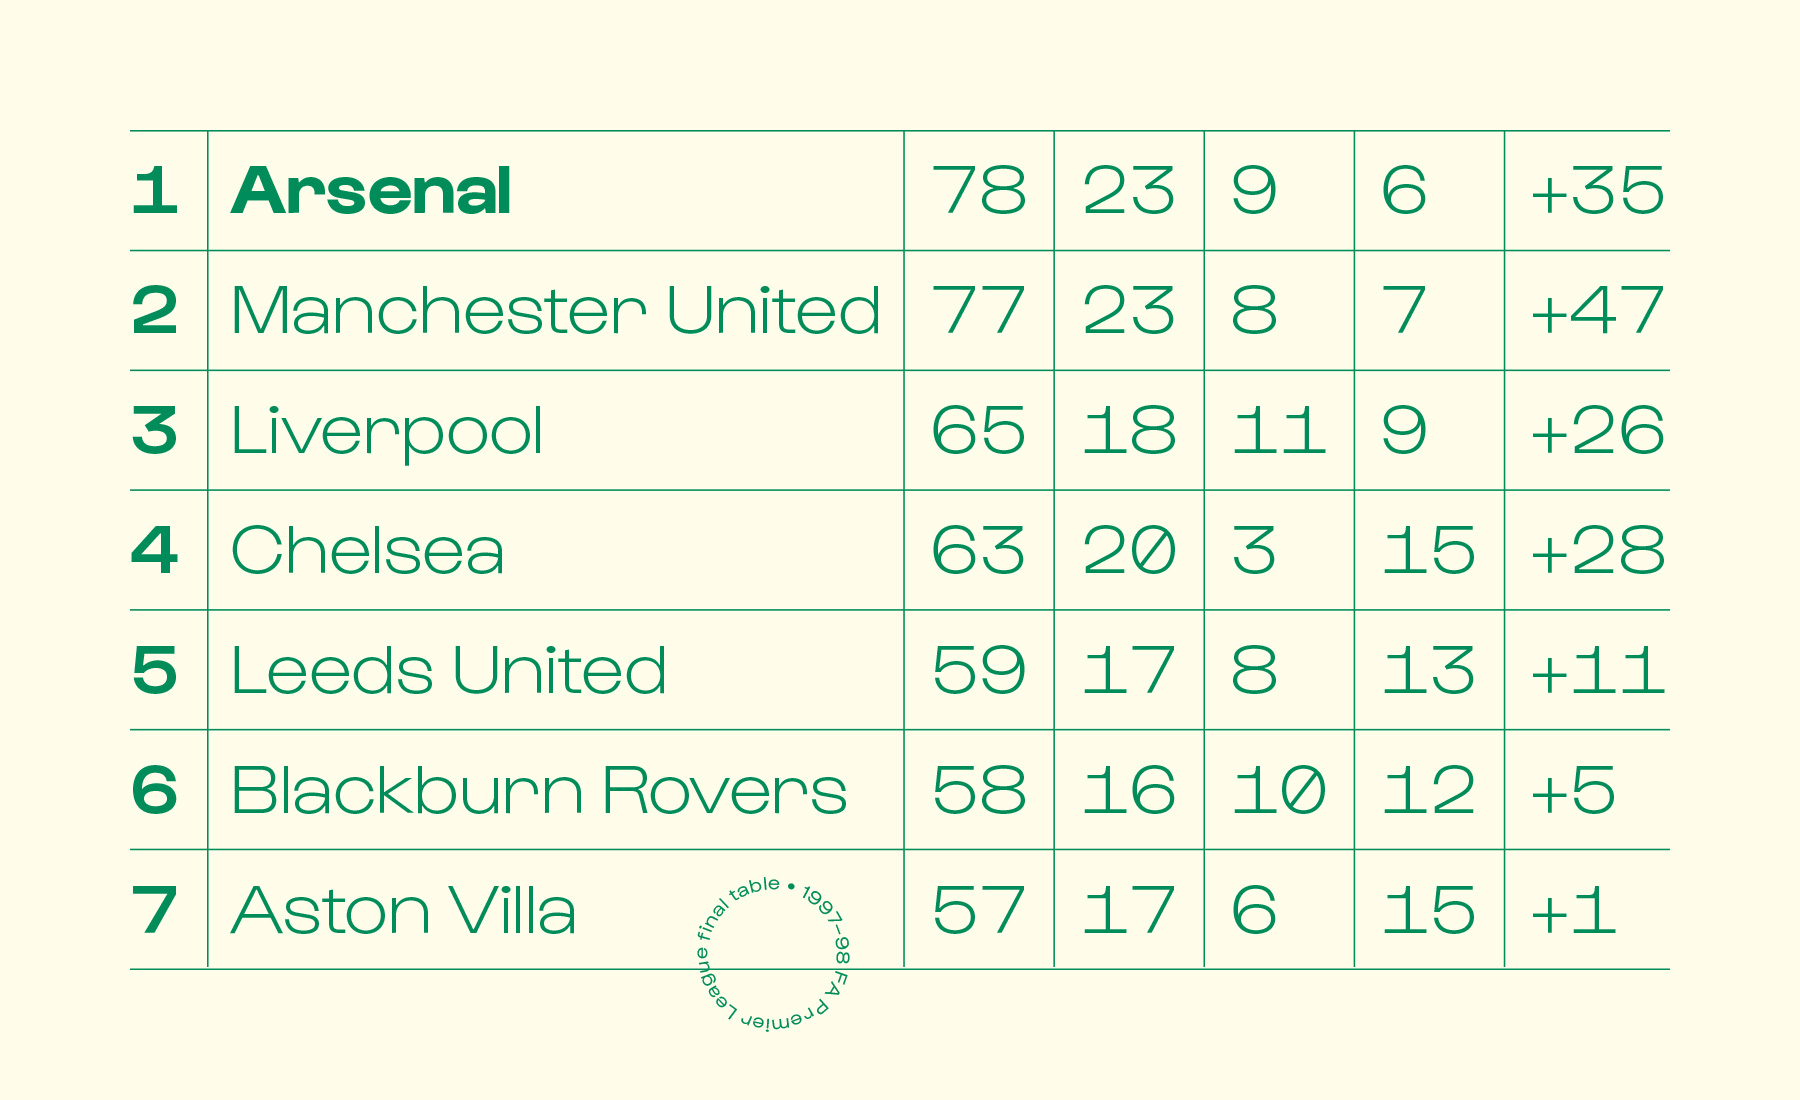 1 Arsenal 78 23 9 6 +35
2 Manchester United 77 23 8 7 +47
3 Liverpool 65 18 11 9 +26
4 Chelsea 63 20 3 15 +28
5 Leeds United 59 17 8 13 +11
6 Blackburn Rovers 58 16 10 12 +5
7 Aston Villa 57 17 6 15 +1
• 1997–98 FA Premier League final table